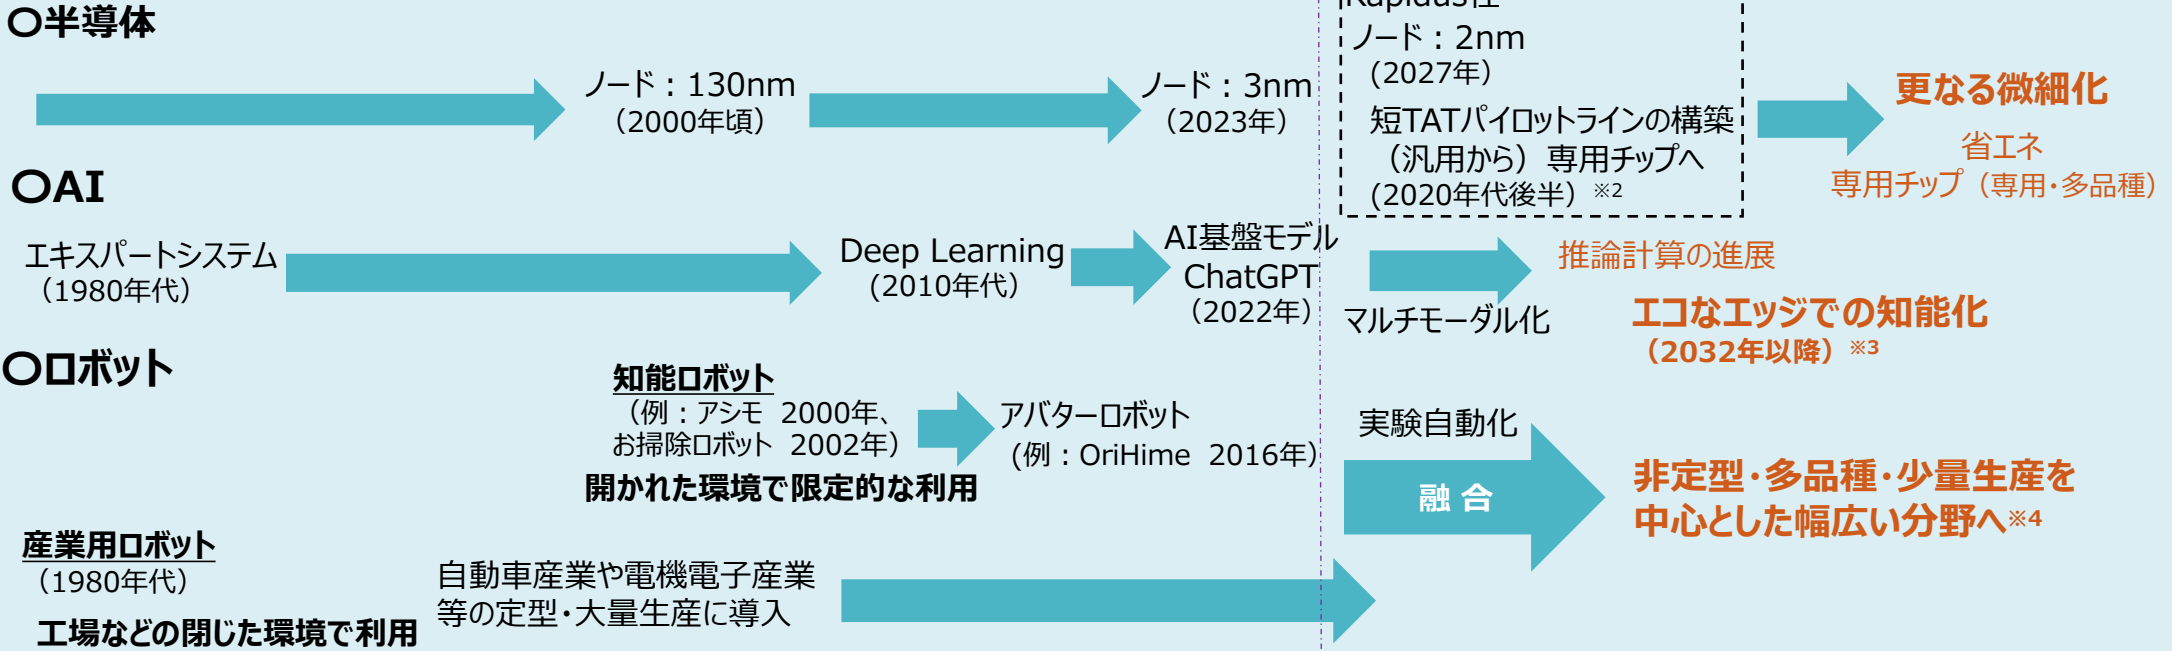 〇半導体
ノード：130nm
（2000年頃）
ノード：3nm
（2023年）
Rapidus社
ノード：2nm
(2027年）
短TATパイロットラインの構築
（汎用から）専用チップへ
(2020年代後半）※2
更なる微細化
省エネ
専用チップ（専用・多品種）
〇AI
エキスパートシステム
（1980年代）
Deep Learning
(2010年代）
AI基盤モデル
ChatGPT
（2022年）
マルチモーダル化
推論計算の進展
エコなエッジでの知能化
（2032年以降）※3
〇ロボット
知能ロボット
（例：アシモ 2000年、
お掃除ロボット 2002年）
開かれた環境で限定的な利用
アバターロボット
(例：OriHime 2016年）
実験自動化
融 合
非定型・多品種・少量生産を
中心とした幅広い分野へ※4
産業用ロボット
（1980年代）
工場などの閉じた環境で利用
自動車産業や電機電子産業
等の定型・大量生産に導入